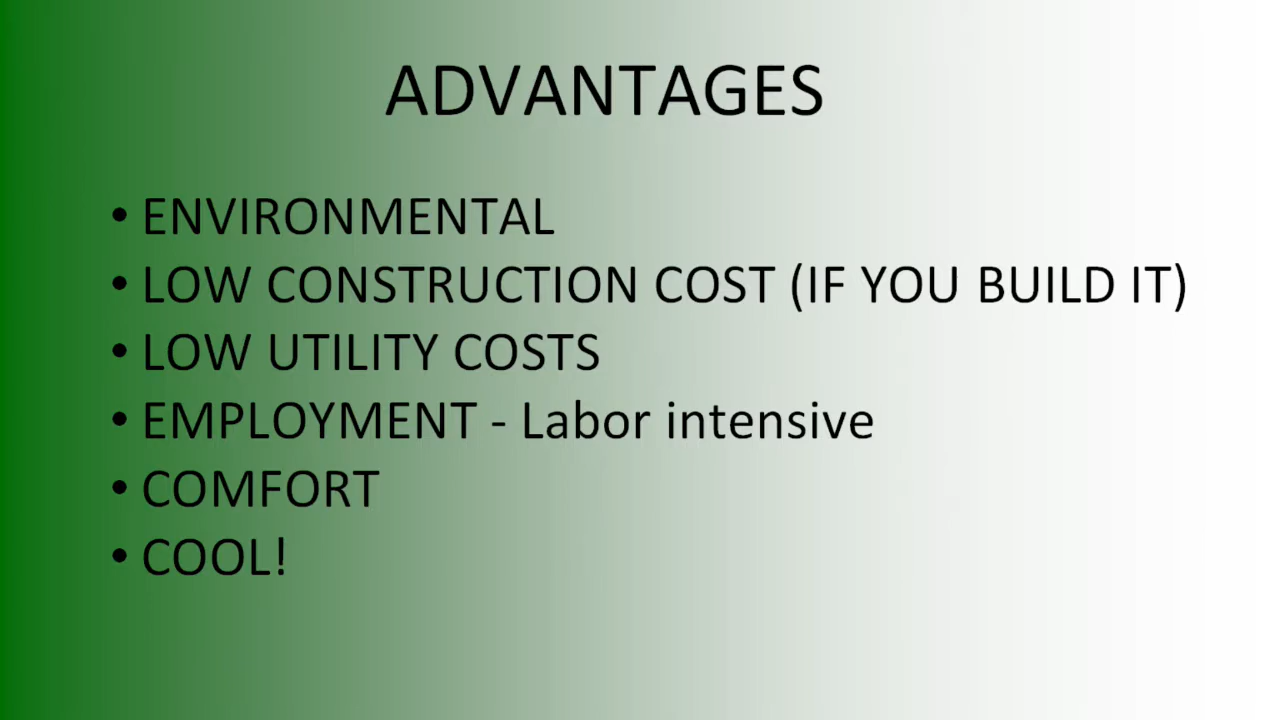 ADVANTAGES
• ENVIRONMENTAL
• LOW CONSTRUCTION COST (IF YOU BUILD IT)
• LOW UTILITY COSTS
• EMPLOYMENT - Labor intensive
• COMFORT
• COOL!